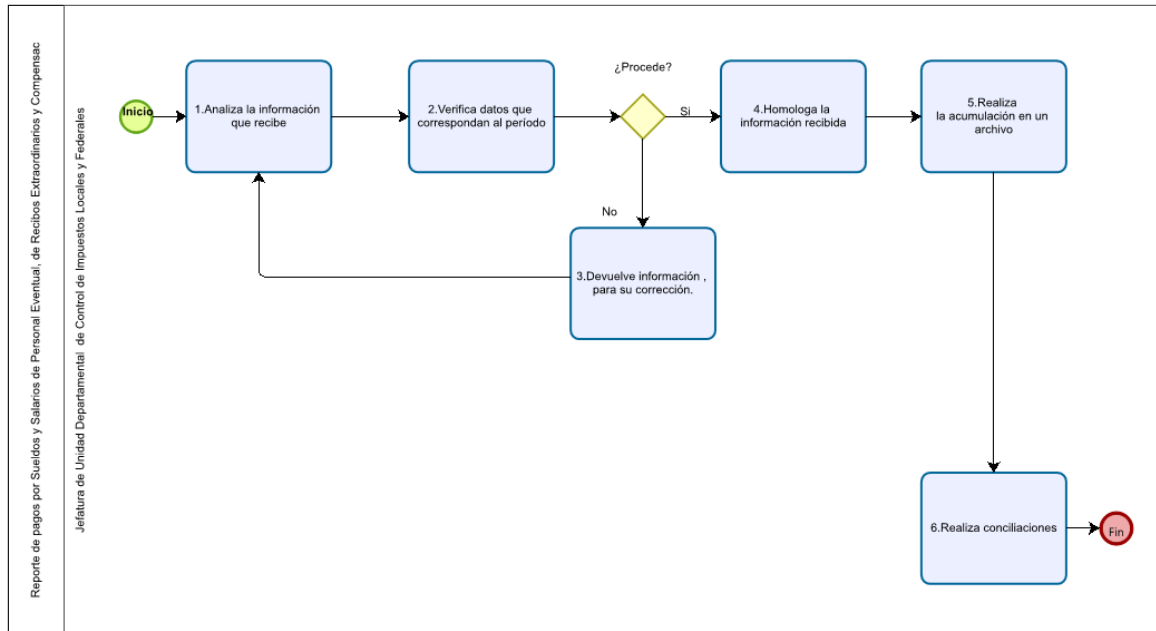 Reporte de pagos por Sueldos y Salarios de Personal Eventual, de Recibos Extraordinarios y Compensac
Jefatura de Unidad Departamental de Control de Impuestos Locales y Federales
Inicio
1.Analiza la información
que recibe
2.Verifica datos que
correspondan al período
¿Procede?
Si
No
3.Devuelve información ,
para su corrección.
4.Homologa la
información recibida
5.Realiza
la acumulación en un
archivo
6.Realiza conciliaciones
Fin